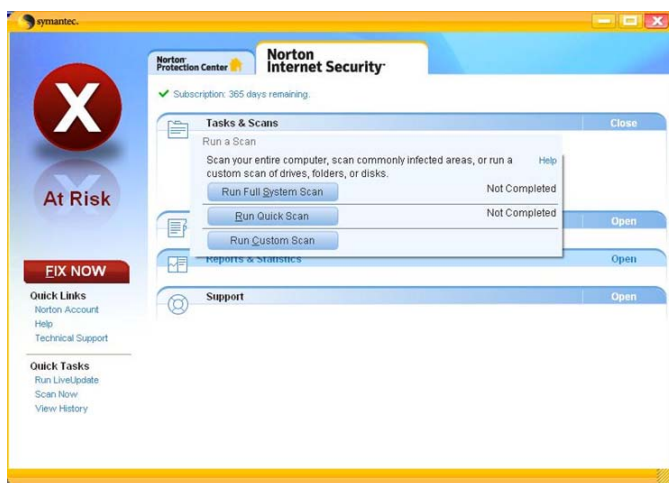 symantec.
Norton
Protection Center
Norton
Internet Security
Subscription: 365 days remaining.
X
At Risk
FIX NOW
Quick Links
Norton Account
Help
Technical Support
Quick Tasks
Run LiveUpdate
Scan Now
View History
Tasks & Scans Close
Run a Scan
Scan your entire computer, scan commonly infected areas, or run a Help
custom scan of drives, folders, or disks.
Run Full System Scan Not Completed
Run Quick Scan Not Completed
Run Custom Scan
Open
Reports & Statistics Open
Support Open